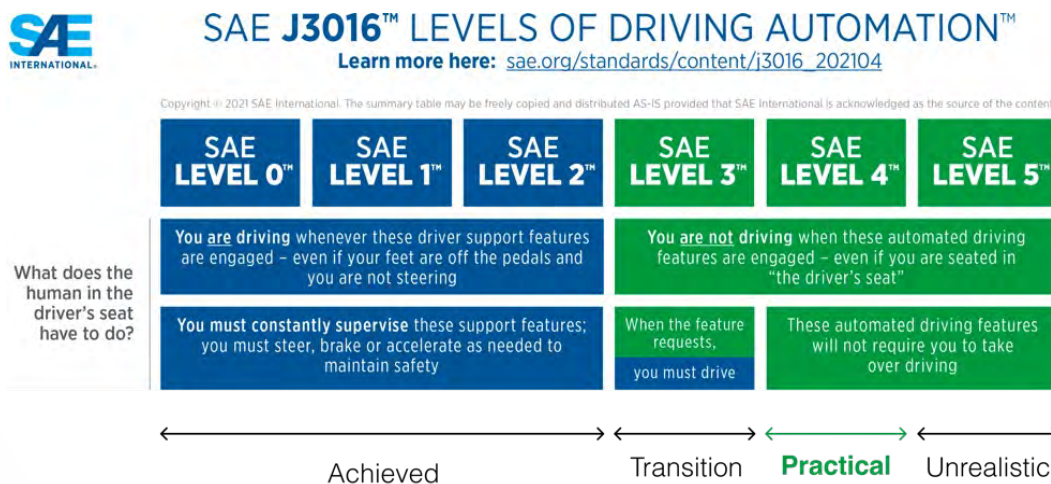 SAE
INTERNATIONAL®
SAE J3016™ LEVELS OF DRIVING AUTOMATION™
Learn more here: sae.org/standards/content/j3016_202104
Copyright © 2021 SAE International. The summary table may be freely copied and distributed AS-IS provided that SAE International is acknowledged as the source of the content
SAE
LEVEL 0™
SAE
LEVEL 1™
SAE
LEVEL 2™
SAE
LEVEL 3™
SAE
LEVEL 4™
SAE
LEVEL 5™
What does the
human in the
driver's seat
have to do?
You are driving whenever these driver support features
are engaged – even if your feet are off the pedals and
you are not steering
You are not driving when these automated driving
features are engaged – even if you are seated in
“the driver's seat”
You must constantly supervise these support features;
you must steer, brake or accelerate as needed to
maintain safety
When the feature
requests,
you must drive
These automated driving features
will not require you to take
over driving
Achieved
Transition
Practical
Unrealistic